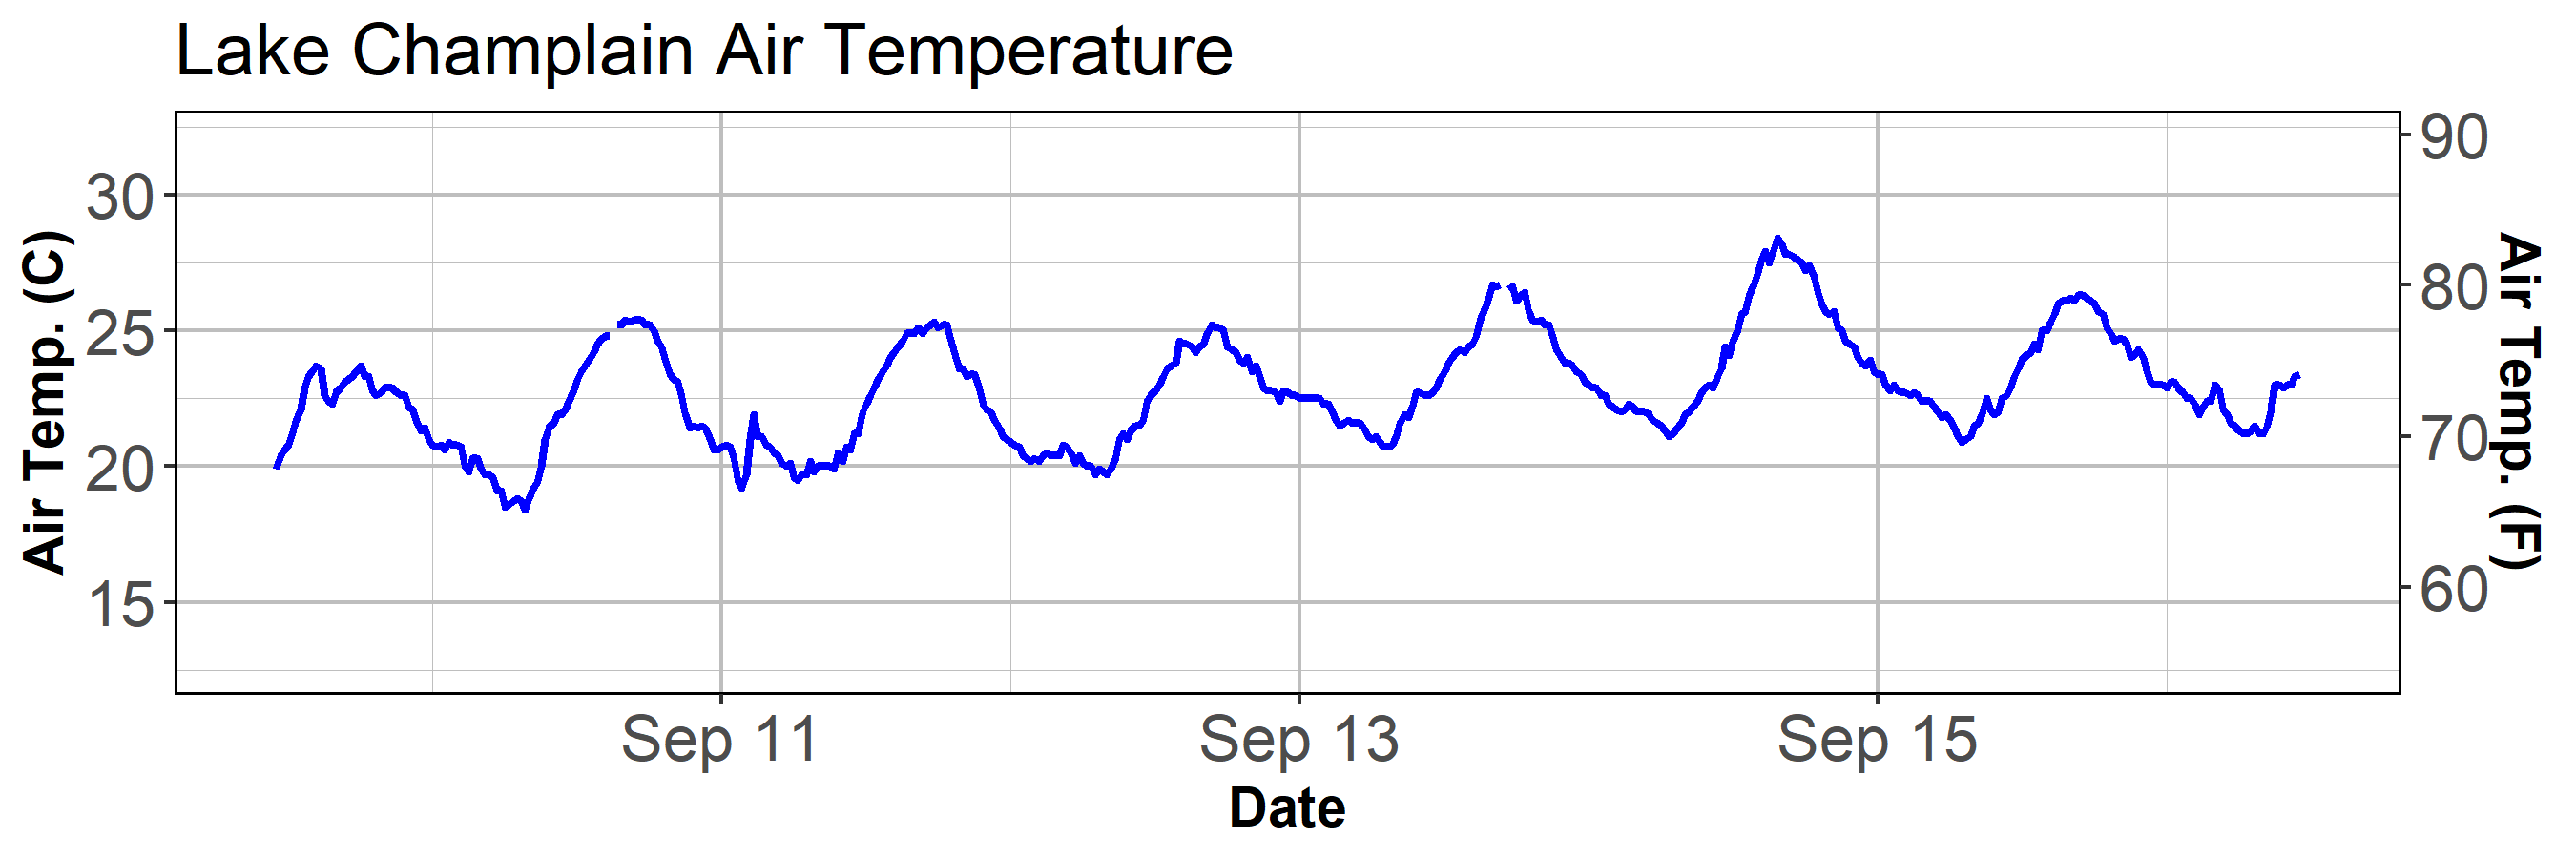 Lake Champlain Air Temperature
Air Temp. (C)
30
25
20
15
90
80
70
60
Air Temp. (F)
Sep 11
Sep 13
Sep 15
Date